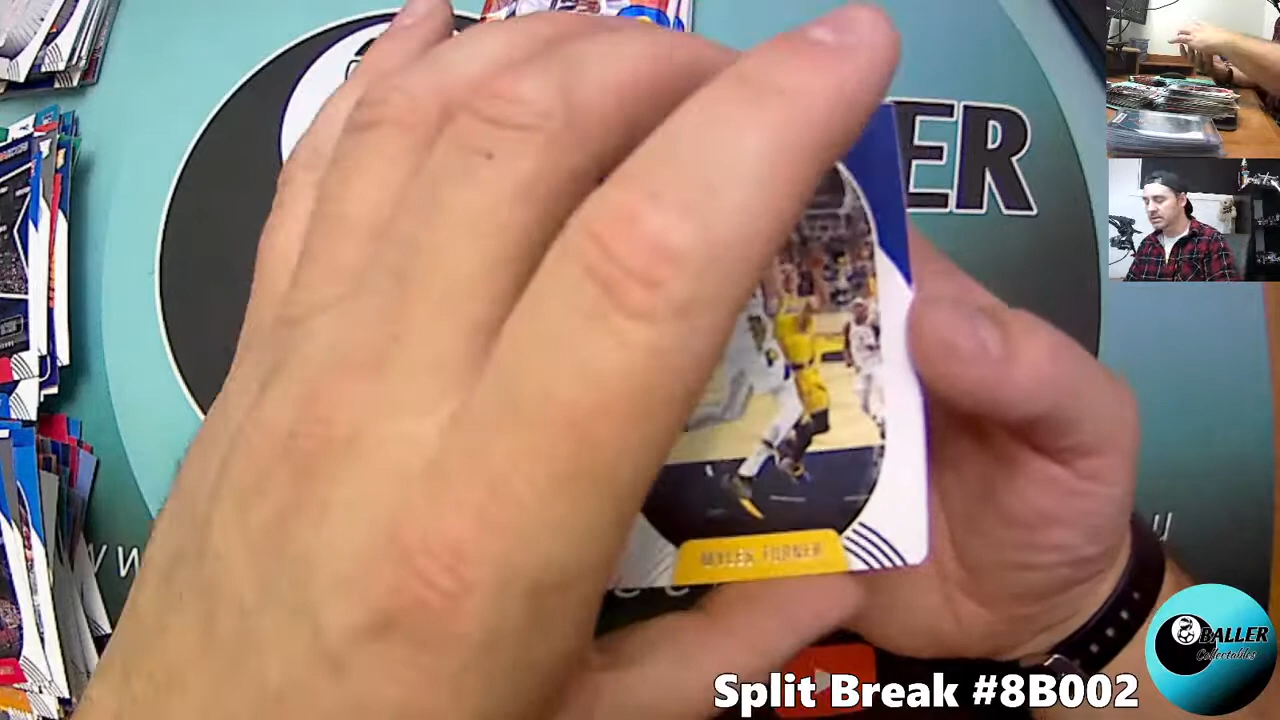 ER
MYLES TURNER
BALLER
Collectables
Split Break #8B002